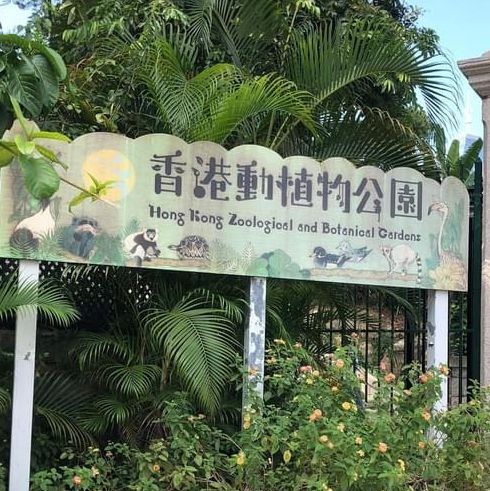 香港動植物公園
Hong Kong Zoological and Botanical Gardens